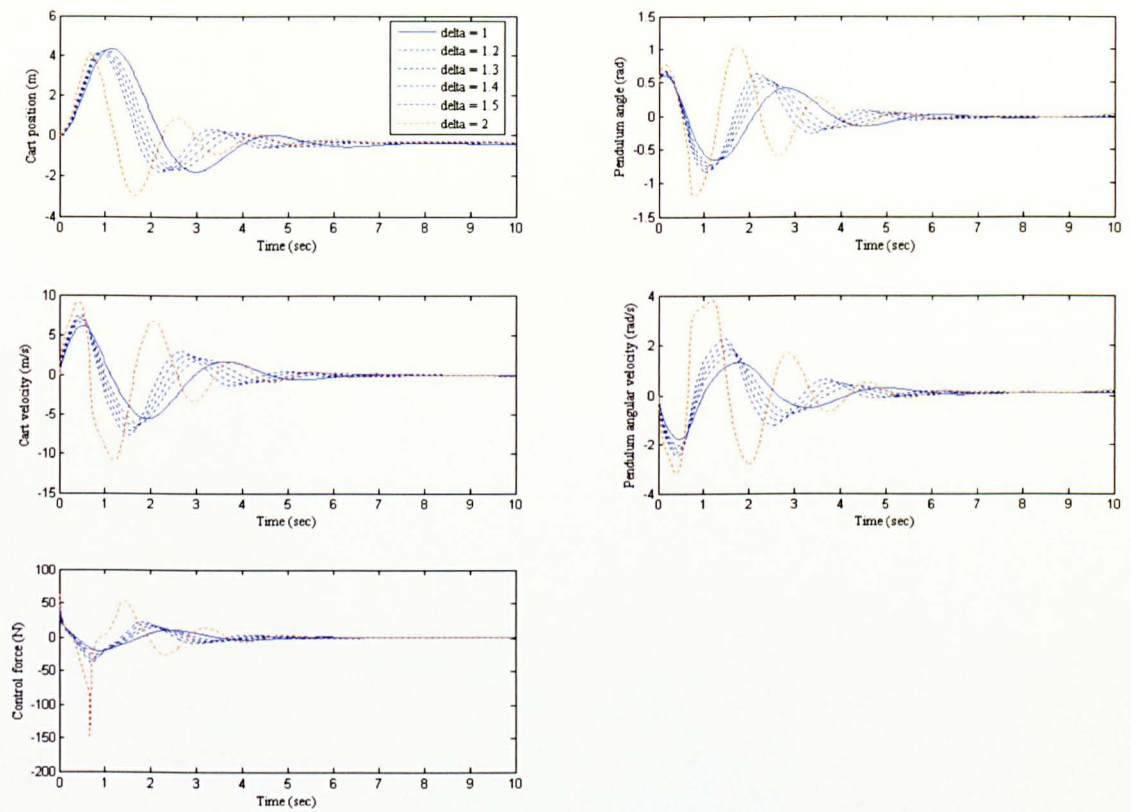 Cart position (m)
6
4
2
0
-2
-4
0 1 2 3 4 5 6 7 8 9 10
Time (sec)
delta = 1
delta = 1.2
delta = 1.3
delta = 1.4
delta = 1.5
delta = 2
Pendulum angle (rad)
1.5
1
0.5
0
-0.5
-1
-1.5
0 1 2 3 4 5 6 7 8 9 10
Time (sec)
Cart velocity (m/s)
10
5
0
-5
-10
-15
0 1 2 3 4 5 6 7 8 9 10
Time (sec)
Pendulum angular velocity (rad/s)
4
2
0
-2
-4
0 1 2 3 4 5 6 7 8 9 10
Time (sec)
Control force (N)
100
50
0
-50
-100
-150
-200
0 1 2 3 4 5 6 7 8 9 10
Time (sec)